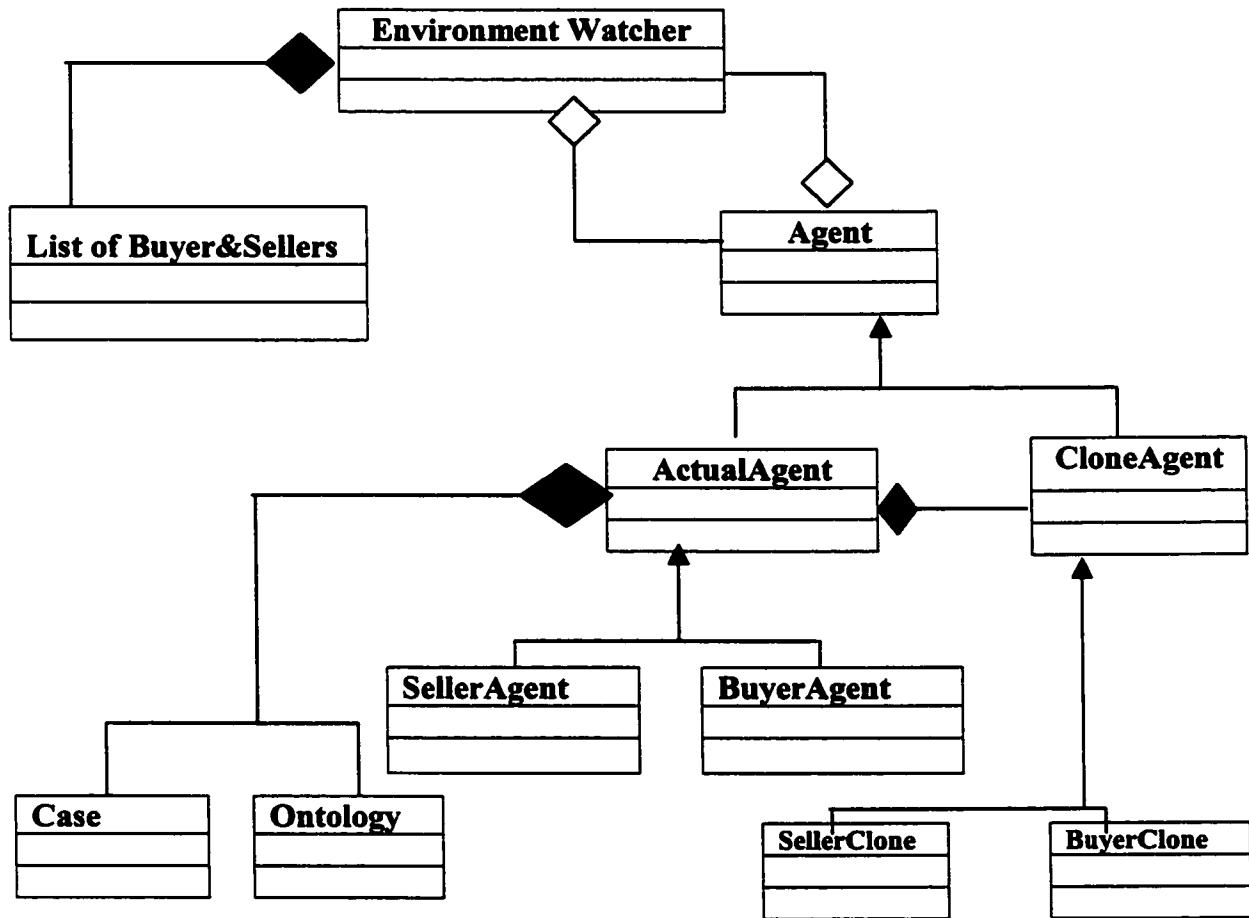 Environment Watcher
List of Buyer&Sellers
Agent
ActualAgent
CloneAgent
SellerAgent
BuyerAgent
Case
Ontology
SellerClone
BuyerClone